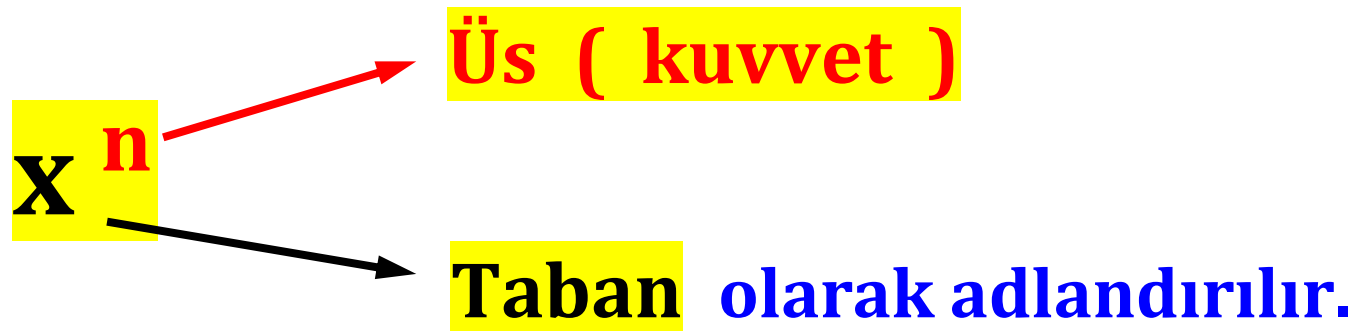 Üs ( kuvvet )
x n
Taban olarak adlandırılır.